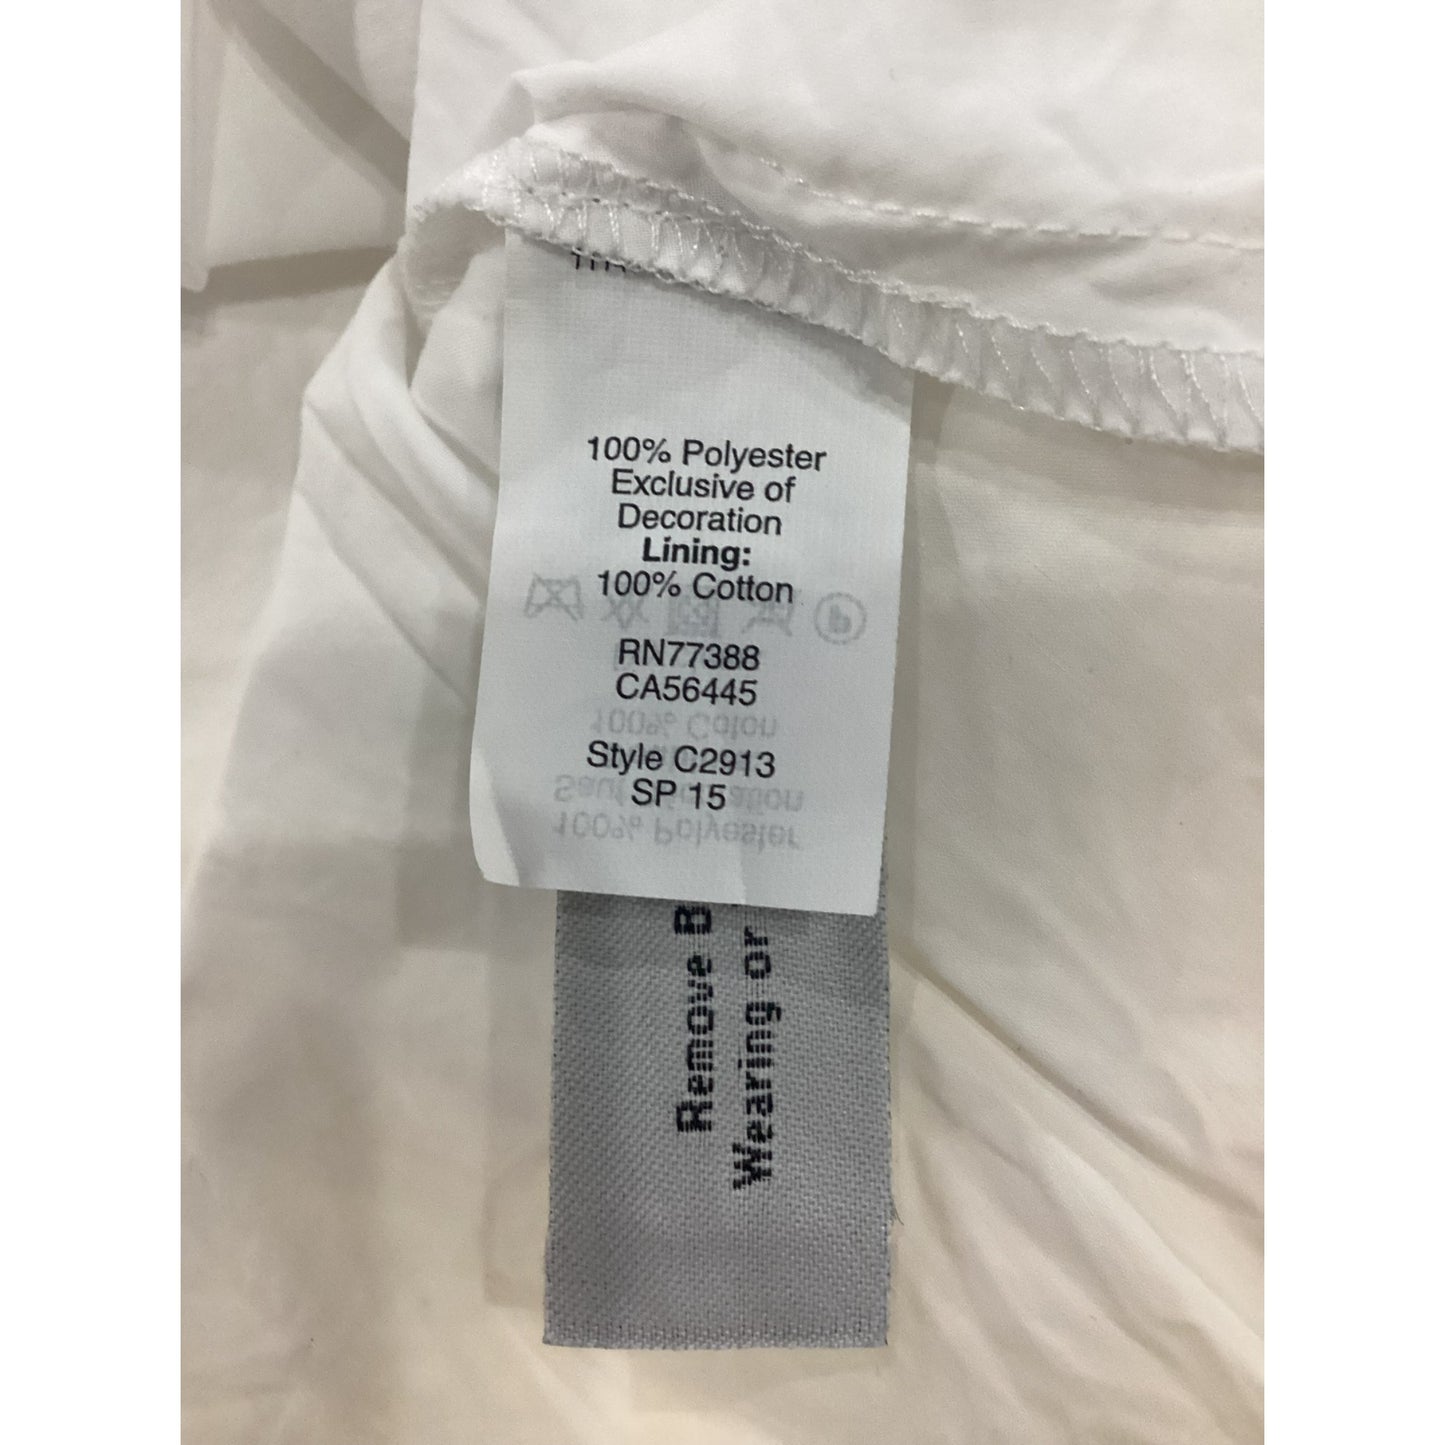 100% Polyester
Exclusive of
Decoration
Lining:
100% Cotton
RN77388
CA56445
Style C2913
SP 15
Remove
Wearing or